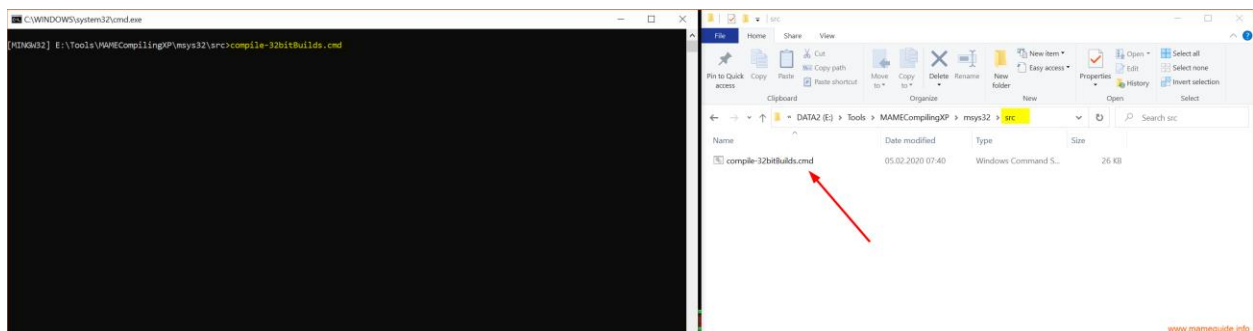 C:\WINDOWS\system32\cmd.exe
[MINGW32] E:\Tools\MAMECompilingXP\msys32\src>compile-32bitBuilds.cmd
src
File Home Share View
Pin to Quick access
Copy
Paste
Cut
Copy path
Paste shortcut
Clipboard
Move to
Copy to
Delete
Rename
Organize
New folder
New item
Easy access
New
Properties
Open
Edit
History
Open
Select all
Select none
Invert selection
Select
DATA2 (E:) > Tools > MAMECompilingXP > msys32 > src
Search src
Name Date modified Type Size
compile-32bitBuilds.cmd 05.02.2020 07:40 Windows Command S... 26 KB
www.mameguide.info